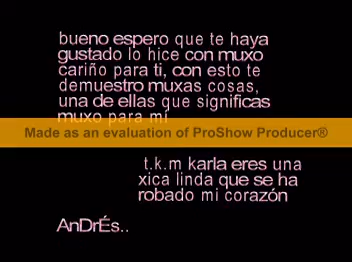 bueno espero que te haya
gustado lo hice con muxo
cariño para ti, con esto te
demuestro muxas cosas,
una de ellas que significas
muxo para mi
Made as an evaluation of ProShow Producer®
t.k.m karla eres una
xica linda que se ha
robado mi corazón
AnDrÉs..